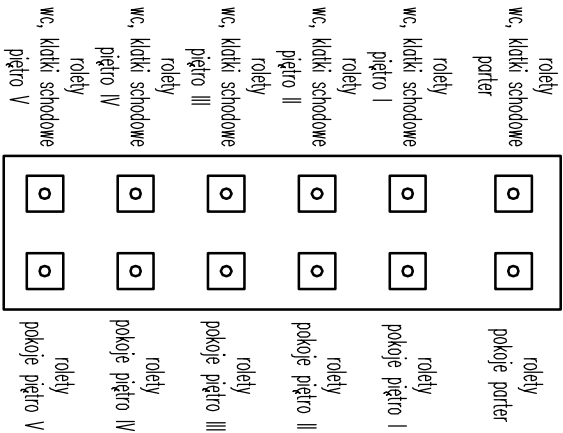 rolety
wc, klatki schodowe
parter
rolety
pokoje parter
rolety
wc, klatki schodowe
piętro I
rolety
pokoje piętro I
rolety
wc, klatki schodowe
piętro II
rolety
pokoje piętro II
rolety
wc, klatki schodowe
piętro III
rolety
pokoje piętro III
rolety
wc, klatki schodowe
piętro IV
rolety
pokoje piętro IV
rolety
wc, klatki schodowe
piętro V
rolety
pokoje piętro V